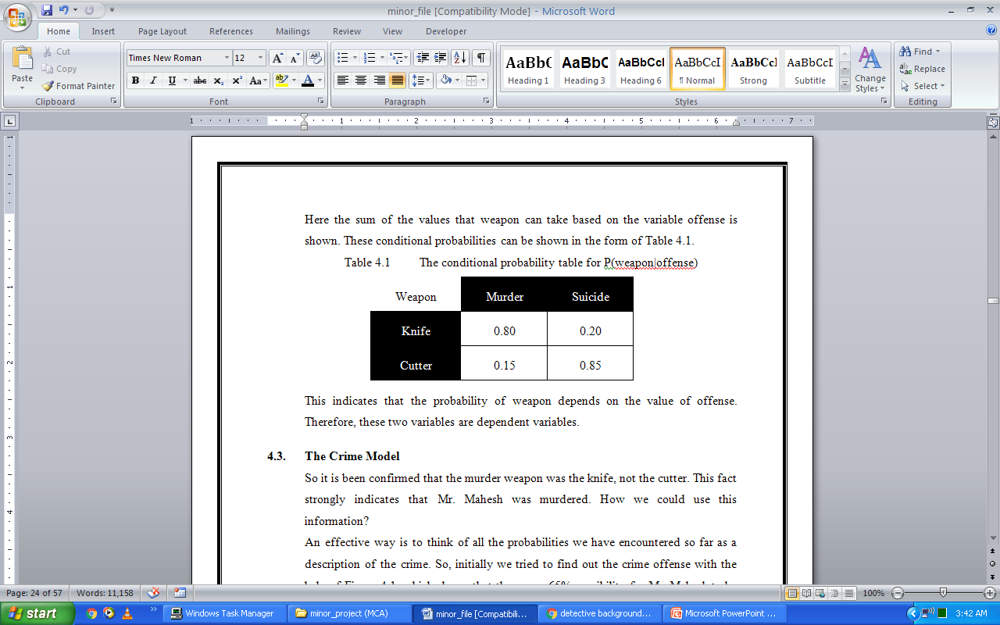 minor_file [Compatibility Mode] - Microsoft Word
Home Insert Page Layout References Mailings Review View Developer
Paste
Cut
Copy
Format Painter
Clipboard
Times New Roman 12
Font
Paragraph
AaBbC Heading 1
AaBbC Heading 3
AaBbCcI Heading 6
AaBbCcI ¶ Normal
AaBbCcI Strong
AaBbCcI Subtitle
Change Styles
Styles
Find
Replace
Select
Editing
1 1 2 3 4 5 6 7
Here the sum of the values that weapon can take based on the variable offense is
shown. These conditional probabilities can be shown in the form of Table 4.1.
Table 4.1 The conditional probability table for P(weapon|offense)
Weapon Murder Suicide
Knife 0.80 0.20
Cutter 0.15 0.85
This indicates that the probability of weapon depends on the value of offense.
Therefore, these two variables are dependent variables.
4.3. The Crime Model
So it is been confirmed that the murder weapon was the knife, not the cutter. This fact
strongly indicates that Mr. Mahesh was murdered. How we could use this
information?
An effective way is to think of all the probabilities we have encountered so far as a
description of the crime. So, initially we tried to find out the crime offense with the
Page: 24 of 57 Words: 11,158 100%
start Windows Task Manager minor_project (MCA) minor_file [Compatibili... detective background... Microsoft PowerPoint ... 3:42 AM